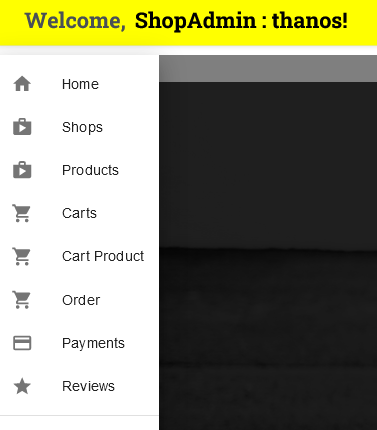 Welcome, ShopAdmin : thanos!
Home
Shops
Products
Carts
Cart Product
Order
Payments
Reviews